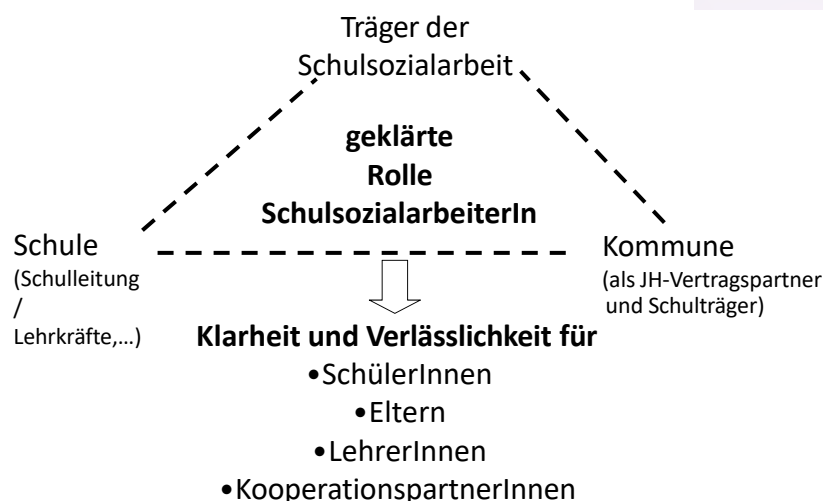 Träger der
Schulsozialarbeit
geklärte
Rolle
SchulsozialarbeiterIn
Schule
(Schulleitung
/
Lehrkräfte,...)
Kommune
(als JH-Vertragspartner
und Schulträger)
Klarheit und Verlässlichkeit für
•SchülerInnen
•Eltern
•LehrerInnen
•KooperationspartnerInnen